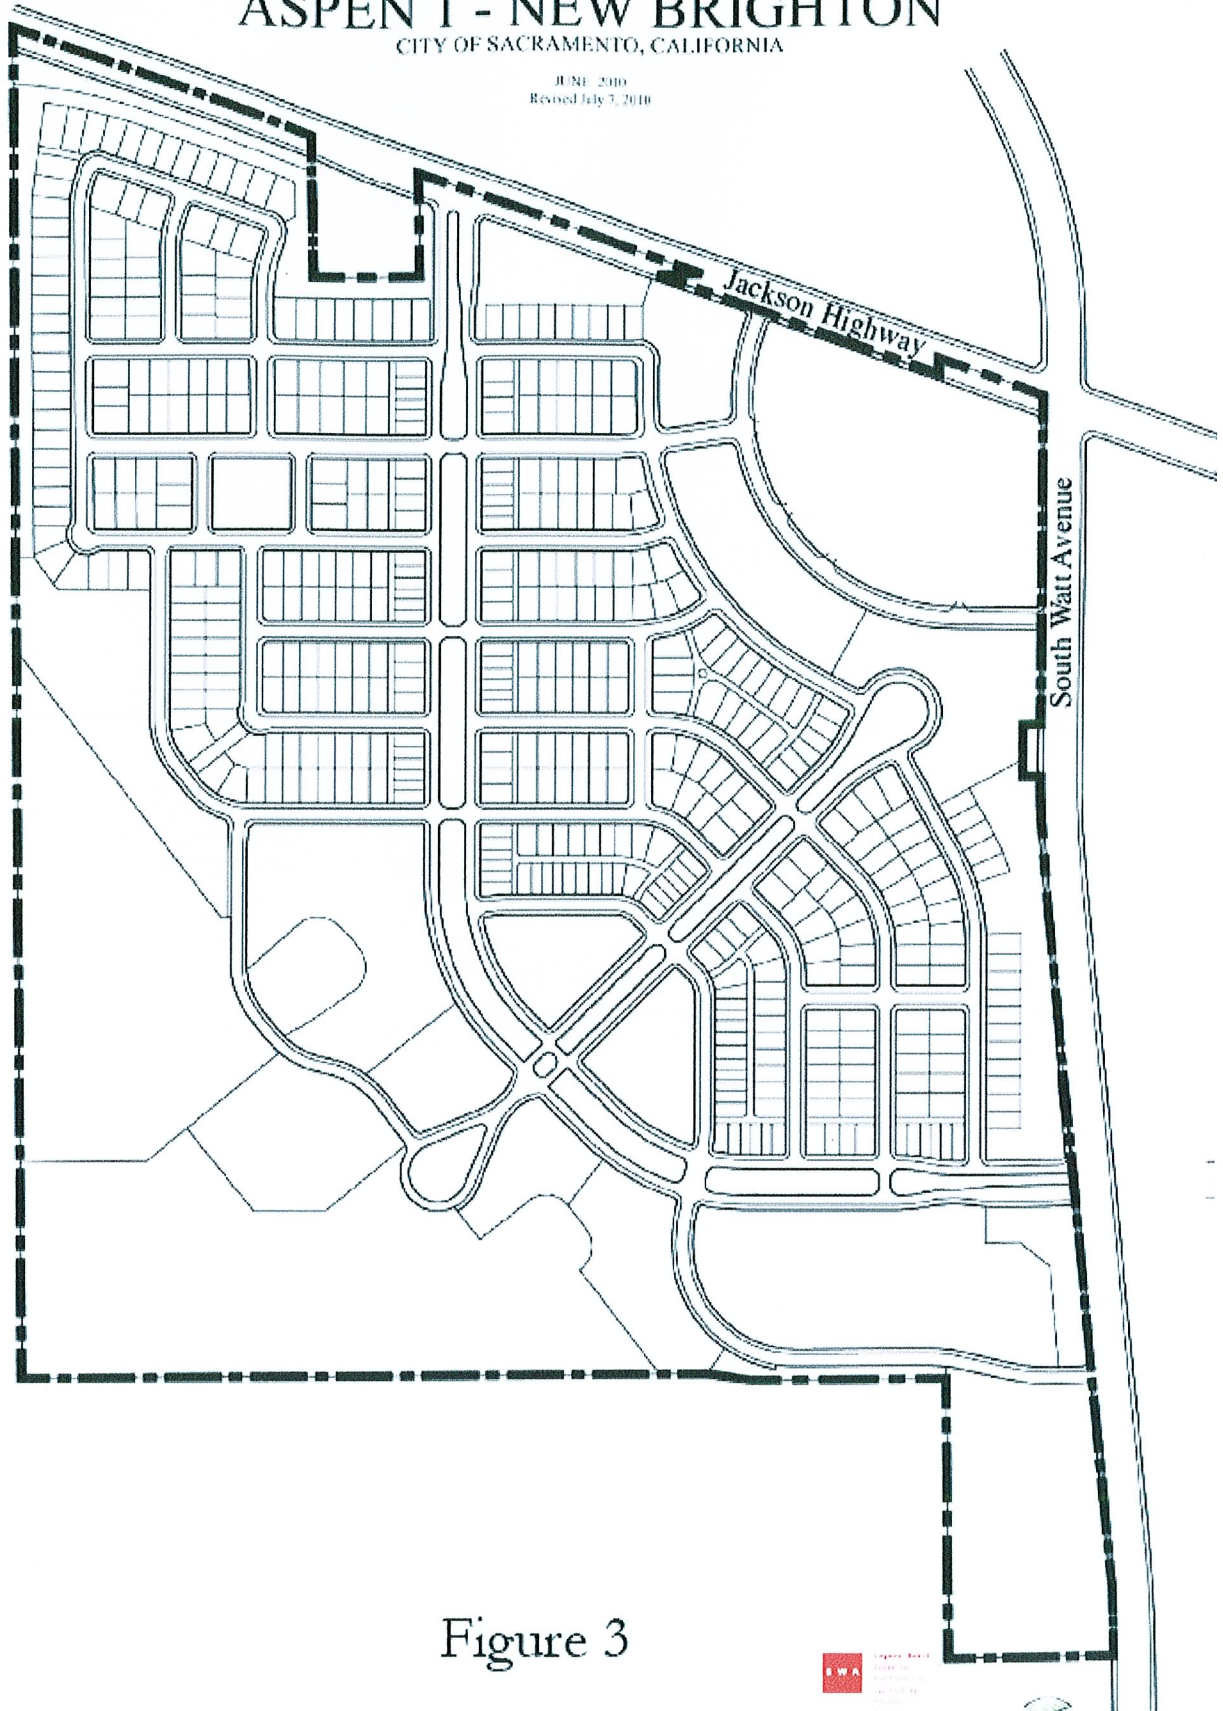 ASPEN 1 - NEW BRIGHTON
CITY OF SACRAMENTO, CALIFORNIA
JUNE 2010
Revised July 7, 2010
Jackson Highway
South Watt Avenue
Figure 3
SWA